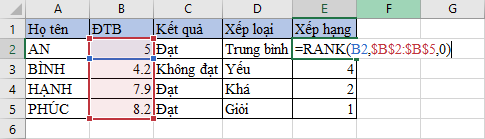 A B C D E F G
1 Họ tên ĐTB Kết quả Xếp loại Xếp hạng
2 AN 5 Đạt Trung bình =RANK(B2,$B$2:$B$5,0)
3 BÌNH 4.2 Không đạt Yếu 4
4 HẠNH 7.9 Đạt Khá 2
5 PHÚC 8.2 Đạt Giỏi 1
6